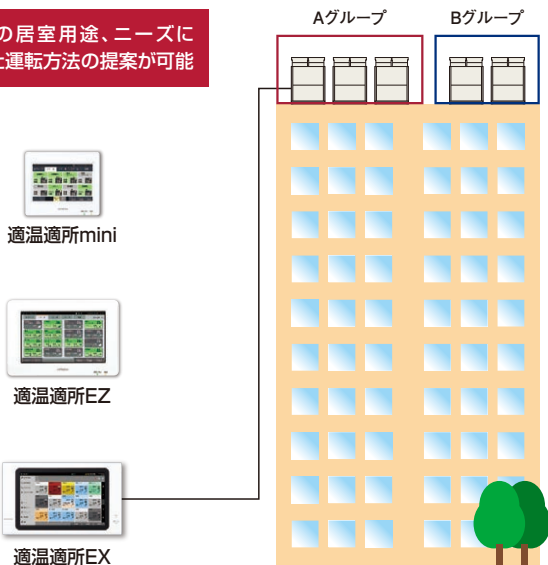 の居室用途、ニーズに
運転方法の提案が可能
Aグループ
Bグループ
適温適所mini
適温適所EZ
適温適所EX